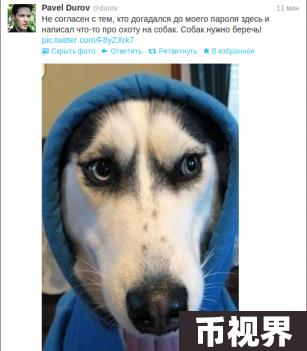 Pavel Durov @durov 11 мин
Не согласен с тем, кто догадался до моего пароля здесь и
написал что-то про охоту на собак. Собак нужно беречь!
pic.twitter.com/F8yZXrk7
Скрыть фото Ответить Ретвитнуть В избранное
币视界